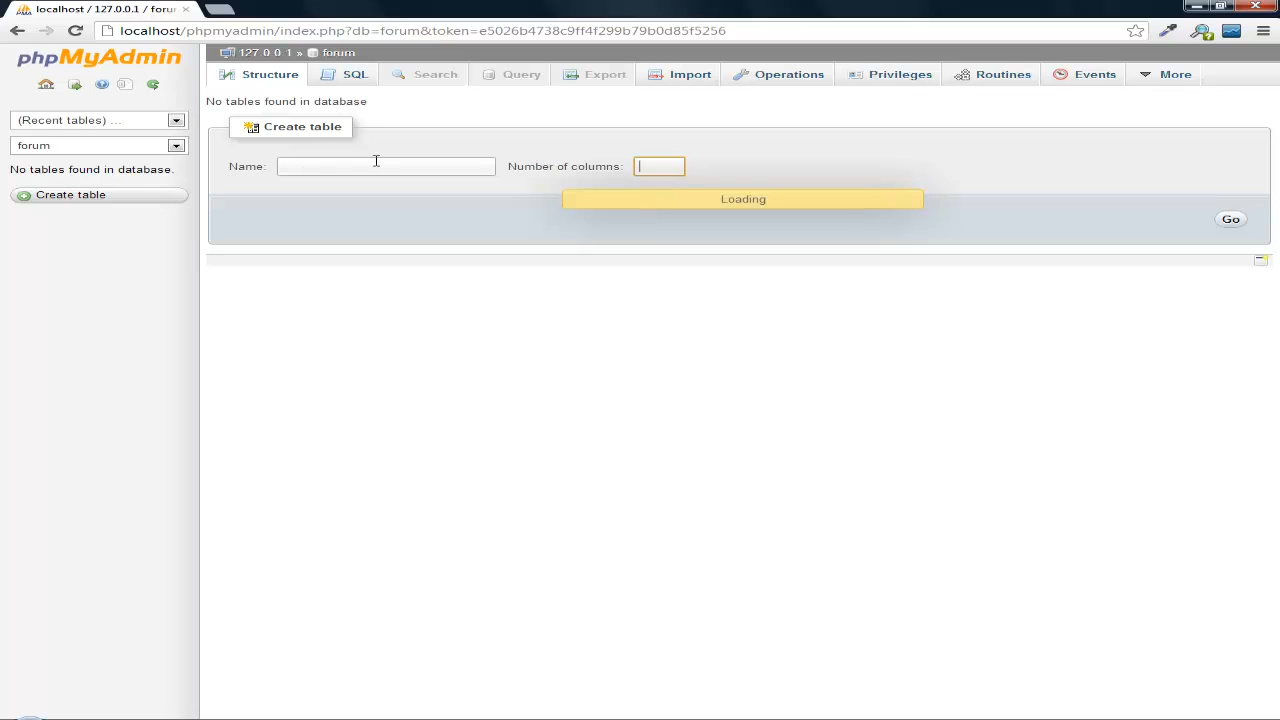 localhost / 127.0.0.1 / foru
localhost/phpmyadmin/index.php?db=forum&token=e5026b473889ff4f299b79b0d85f5256
phpMyAdmin
127.0.0.1 » forum
Structure SQL Search Query Export Import Operations Privileges Routines Events More
(Recent tables) ...
forum
No tables found in database.
Create table
No tables found in database
Create table
Name: Number of columns:
Loading
Go